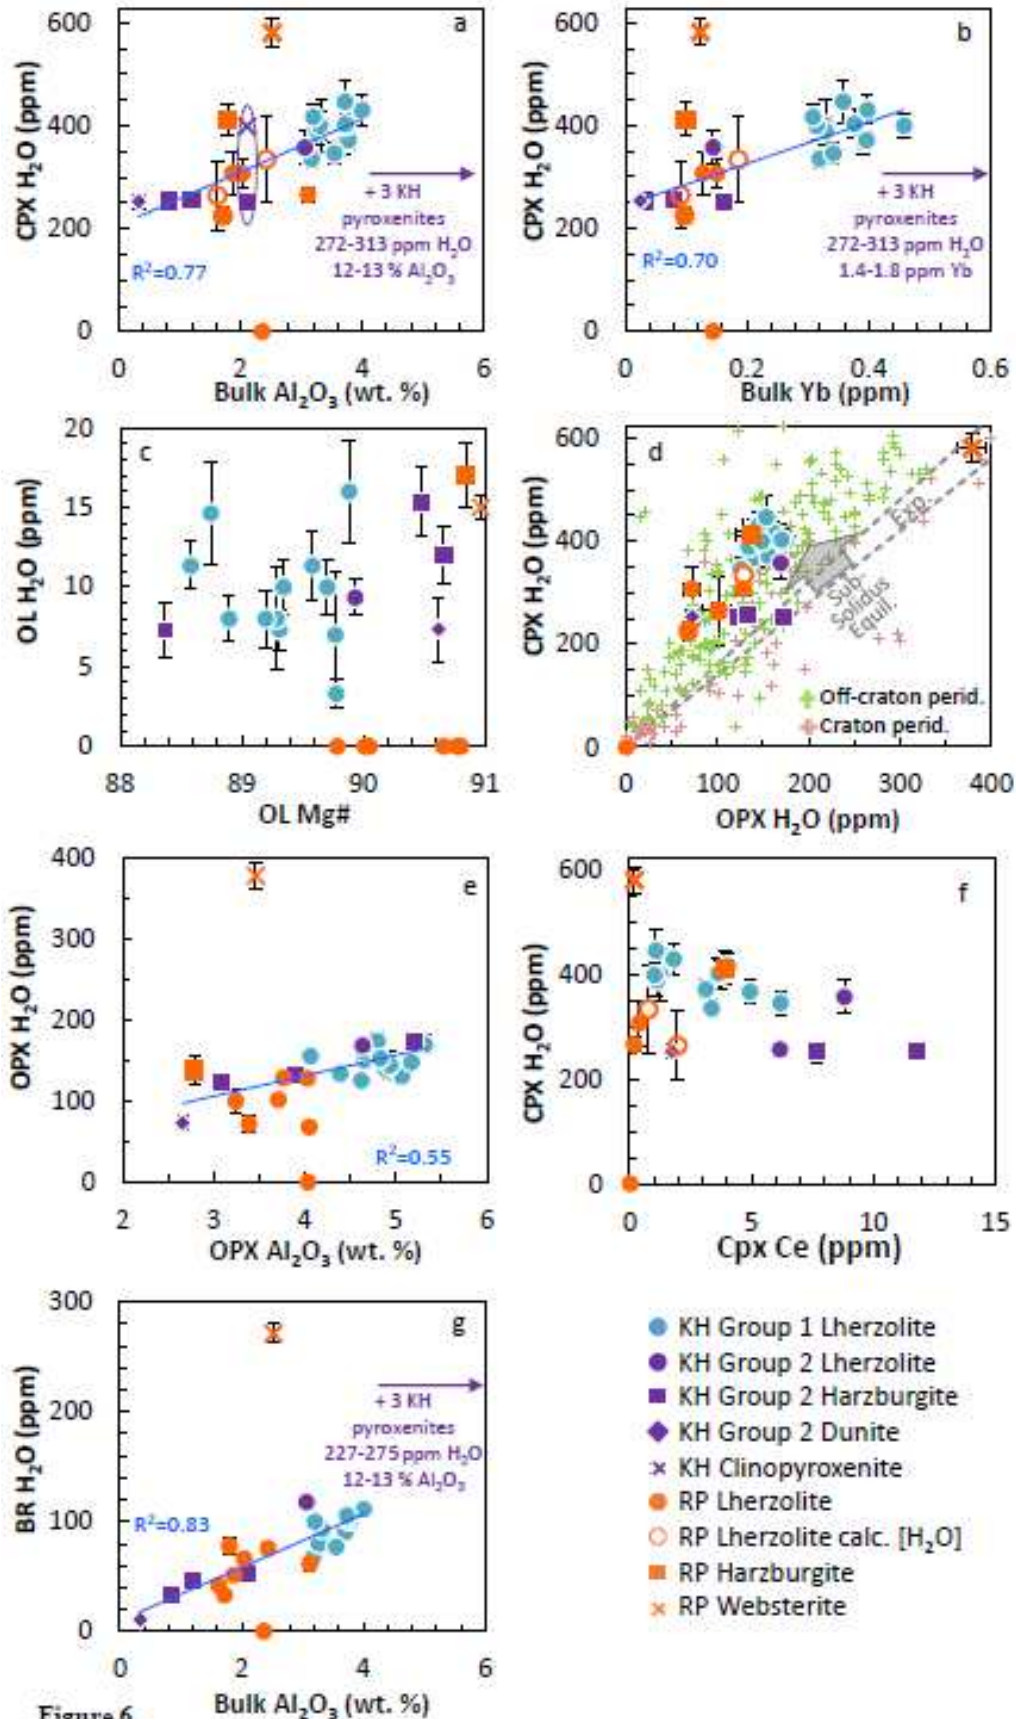 a
CPX H₂O (ppm)
600
400
200
0
+ 3 KH
pyroxenites
272-313 ppm H₂O
12-13 % Al₂O₃
R²=0.77
0 2 4 6
Bulk Al₂O₃ (wt. %)
b
CPX H₂O (ppm)
600
400
200
0
+ 3 KH
pyroxenites
272-313 ppm H₂O
1.4-1.8 ppm Yb
R²=0.70
0 0.2 0.4 0.6
Bulk Yb (ppm)
c
OL H₂O (ppm)
20
15
10
5
0
88 89 90 91
OL Mg#
d
CPX H₂O (ppm)
600
400
200
0
Exp.
Sub-
Solidus
Equil.
Off-craton perid.
Craton perid.
0 100 200 300 400
OPX H₂O (ppm)
e
OPX H₂O (ppm)
400
300
200
100
0
R²=0.55
2 3 4 5 6
OPX Al₂O₃ (wt. %)
f
CPX H₂O (ppm)
600
400
200
0
0 5 10 15
Cpx Ce (ppm)
g
BR H₂O (ppm)
300
200
100
0
+ 3 KH
pyroxenites
227-275 ppm H₂O
12-13 % Al₂O₃
R²=0.83
0 2 4 6
Bulk Al₂O₃ (wt. %)
KH Group 1 Lherzolite
KH Group 2 Lherzolite
KH Group 2 Harzburgite
KH Group 2 Dunite
KH Clinopyroxenite
RP Lherzolite
RP Lherzolite calc. [H₂O]
RP Harzburgite
RP Websterite
Figure 6